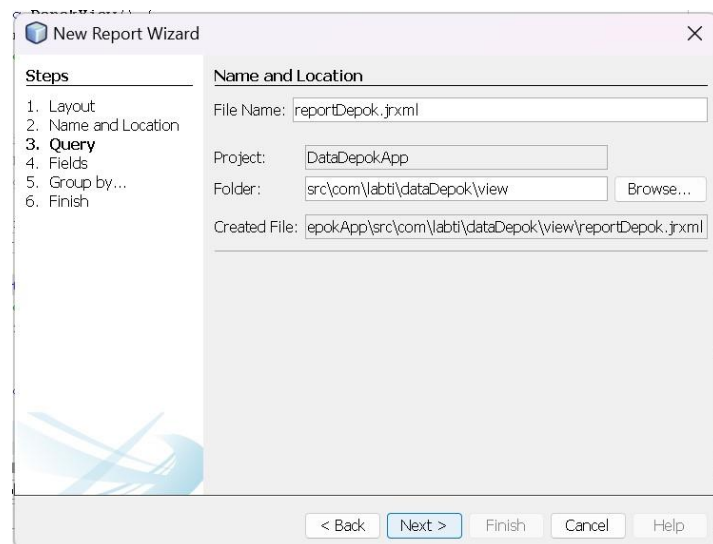 New Report Wizard
Steps
1. Layout
2. Name and Location
3. Query
4. Fields
5. Group by...
6. Finish
Name and Location
File Name: reportDepok.jrxml
Project: DataDepokApp
Folder: src\com\labti\dataDepok\view Browse...
Created File: epokApp\src\com\labti\dataDepok\view\reportDepok.jrxml
< Back Next > Finish Cancel Help